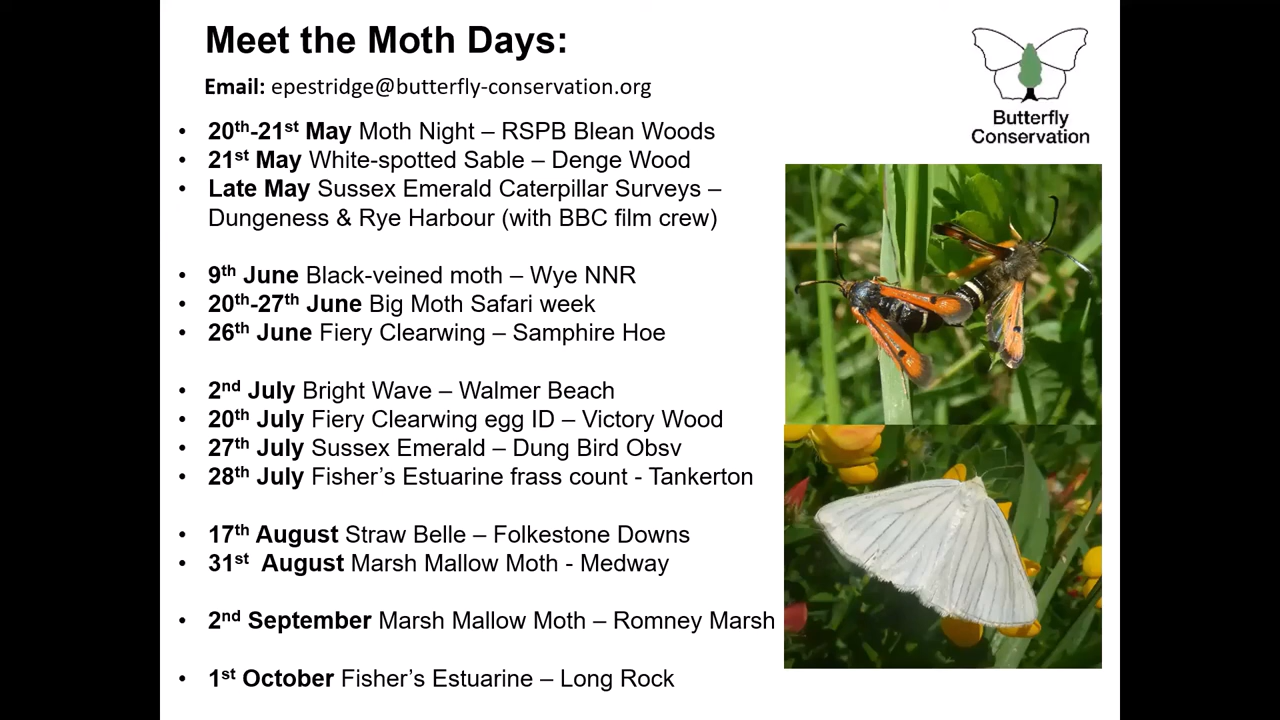 Meet the Moth Days:
Email: epestridge@butterfly-conservation.org
Butterfly
Conservation
• 20th-21st May Moth Night – RSPB Blean Woods
• 21st May White-spotted Sable – Denge Wood
• Late May Sussex Emerald Caterpillar Surveys –
Dungeness & Rye Harbour (with BBC film crew)
• 9th June Black-veined moth – Wye NNR
• 20th-27th June Big Moth Safari week
• 26th June Fiery Clearwing – Samphire Hoe
• 2nd July Bright Wave – Walmer Beach
• 20th July Fiery Clearwing egg ID – Victory Wood
• 27th July Sussex Emerald – Dung Bird Obsv
• 28th July Fisher's Estuarine frass count - Tankerton
• 17th August Straw Belle – Folkestone Downs
• 31st August Marsh Mallow Moth - Medway
• 2nd September Marsh Mallow Moth – Romney Marsh
• 1st October Fisher's Estuarine – Long Rock